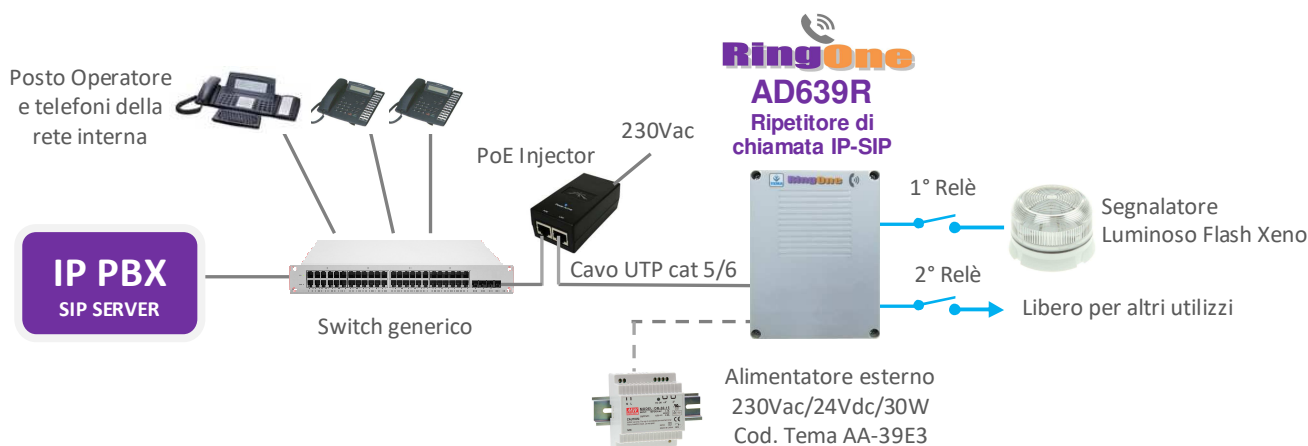 RingOne
AD639R
Ripetitore di
chiamata IP-SIP
Posto Operatore
e telefoni della
rete interna
230Vac
PoE Injector
RingOne
1° Relè
Segnalatore
Luminoso Flash Xeno
IP PBX
SIP SERVER
Cavo UTP cat 5/6
2° Relè
Libero per altri utilizzi
Switch generico
Alimentatore esterno
230Vac/24Vdc/30W
Cod. Tema AA-39E3